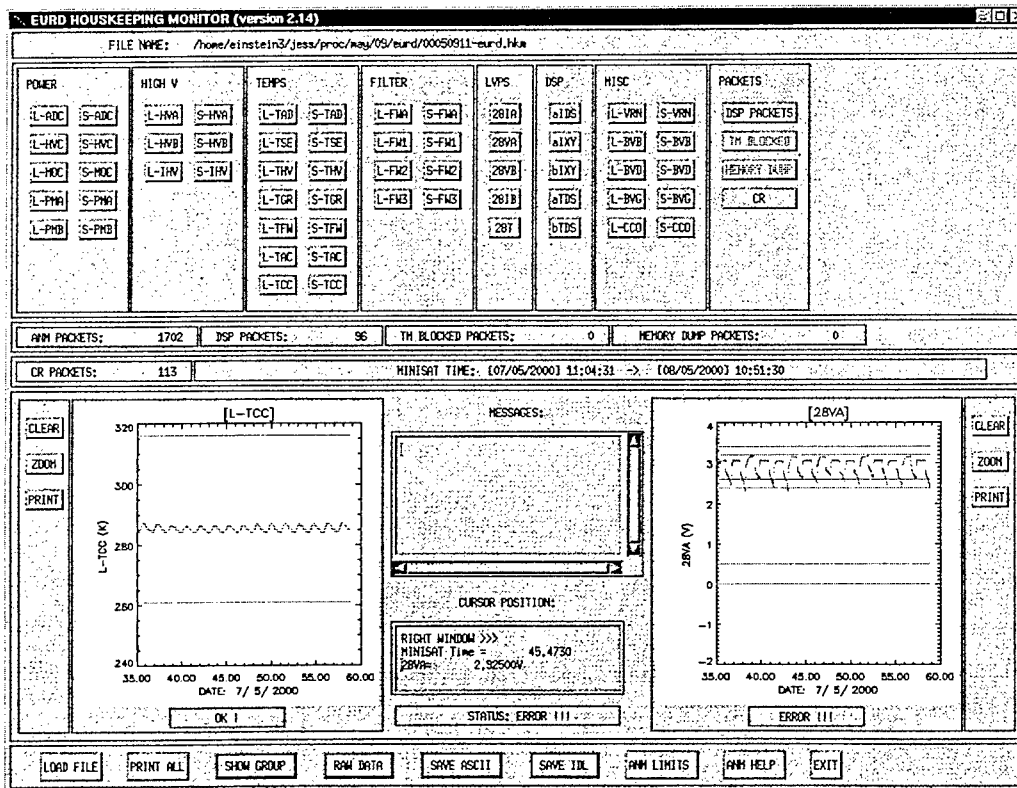 EURD HOUSKEEPING MONITOR (version 2.14)
FILE NAME: /home/einstein3/jess/proc/may/09/eurd/00050911-eurd.hkm
POWER
L-ADC S-ADC
L-HVC S-HVC
L-MOC S-MOC
L-PMA S-PMA
L-PMB S-PMB
HIGH V
L-HVA S-HVA
L-HVB S-HVB
L-IHV S-IHV
TEMPS
L-TAD S-TAD
L-TSE S-TSE
L-THV S-THV
L-TGR S-TGR
L-TFW S-TFW
L-TAC S-TAC
L-TCC S-TCC
FILTER
L-FWA S-FWA
L-FW1 S-FW1
L-FW2 S-FW2
L-FW3 S-FW3
LVPS
28IA
28VA
28VB
28IB
28T
DSP
aIDS
aIXY
bIXY
aTDS
bTDS
MISC
L-VRN S-VRN
L-BVB S-BVB
L-BVD S-BVD
L-BVG S-BVG
L-CCO S-CCO
PACKETS
DSP PACKETS
TM BLOCKED
MEMORY DUMP
CR
ANM PACKETS: 1702
DSP PACKETS: 96
TM BLOCKED PACKETS: 0
MEMORY DUMP PACKETS: 0
CR PACKETS: 113
MINISAT TIME: [07/05/2000] 11:04:31 -> [08/05/2000] 10:51:30
CLEAR
ZOOM
PRINT
[L-TCC]
L-TCC (K)
320
300
280
260
240
35.00 40.00 45.00 50.00 55.00 60.00
DATE: 7/ 5/ 2000
OK !
MESSAGES:
CURSOR POSITION:
RIGHT WINDOW >>>
MINISAT Time = 45.4730
28VA= 2.92500V
STATUS: ERROR !!!
[28VA]
28VA (V)
4
3
2
1
0
-1
-2
35.00 40.00 45.00 50.00 55.00 60.00
DATE: 7/ 5/ 2000
ERROR !!!
CLEAR
ZOOM
PRINT
LOAD FILE PRINT ALL SHOW GROUP RAW DATA SAVE ASCII SAVE IDL ANM LIMITS ANM HELP EXIT